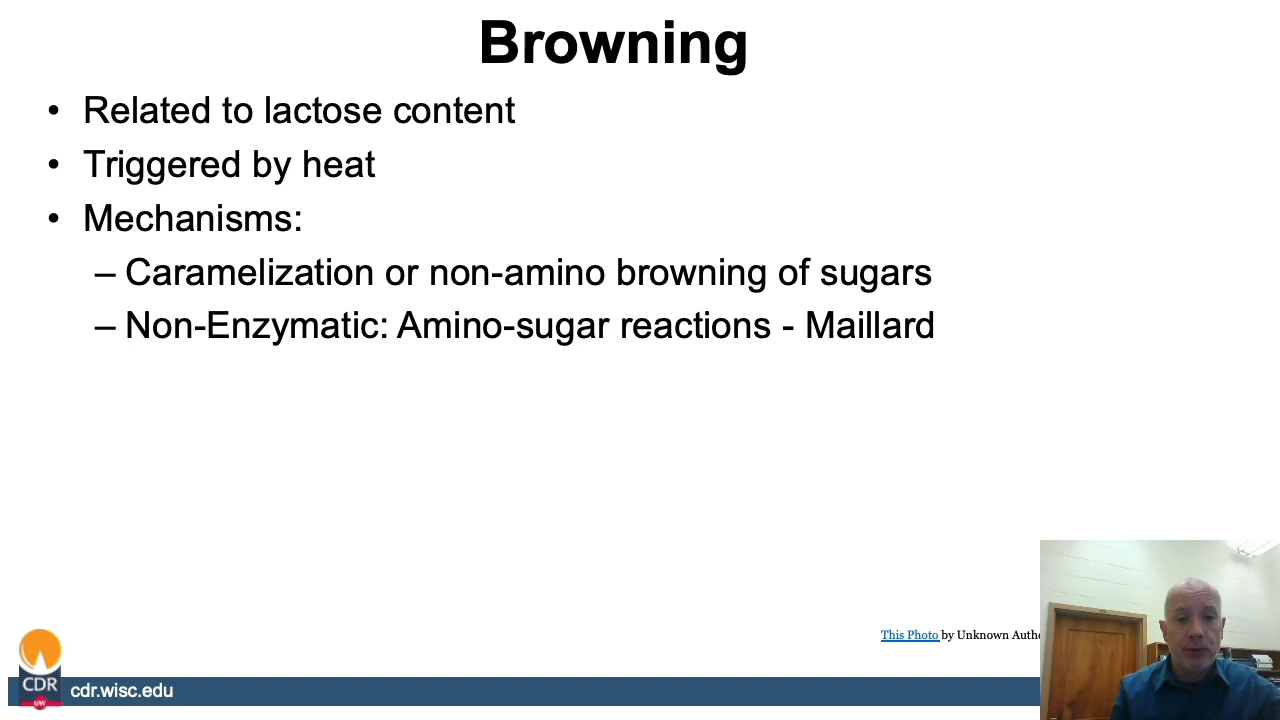 Browning
• Related to lactose content
• Triggered by heat
• Mechanisms:
– Caramelization or non-amino browning of sugars
– Non-Enzymatic: Amino-sugar reactions - Maillard
This Photo by Unknown
CDR
UW
cdr.wisc.edu